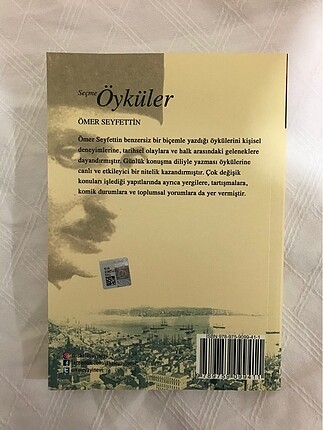 Seçme Öyküler
ÖMER SEYFETTİN
Ömer Seyfettin benzersiz bir biçemle yazdığı öykülerini kişisel
deneyimlerine, tarihsel olaylara ve halk arasındaki geleneklere
dayandırmıştır. Günlük konuşma diliyle yazması öykülerine
canlı ve etkileyici bir nitelik kazandırmıştır. Çok değişik
konuları işlediği yapıtlarında ayrıca yergilere, tartışmalara,
komik durumlara ve toplumsal yorumlara da yer vermiştir.